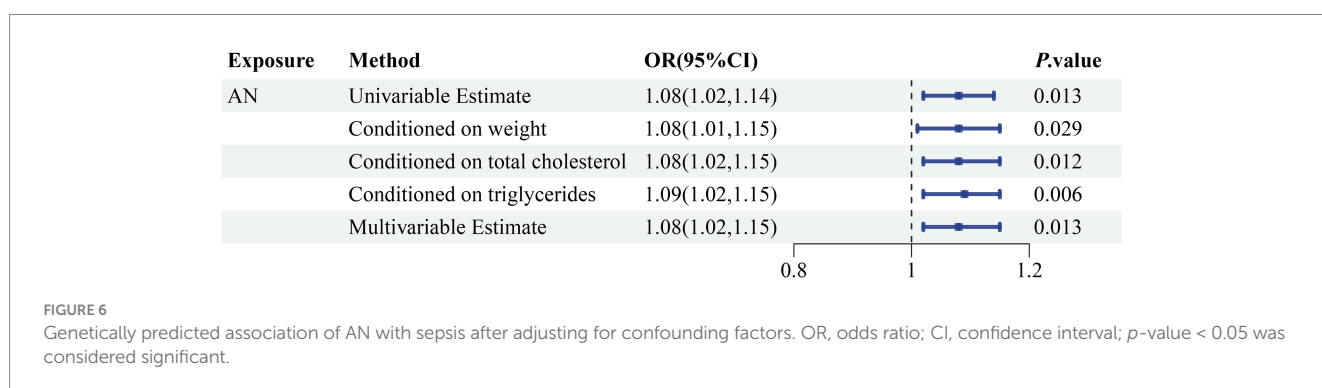 Exposure Method OR(95%CI) P.value
AN Univariable Estimate 1.08(1.02,1.14) 0.013
Conditioned on weight 1.08(1.01,1.15) 0.029
Conditioned on total cholesterol 1.08(1.02,1.15) 0.012
Conditioned on triglycerides 1.09(1.02,1.15) 0.006
Multivariable Estimate 1.08(1.02,1.15) 0.013
0.8 1 1.2
FIGURE 6
Genetically predicted association of AN with sepsis after adjusting for confounding factors. OR, odds ratio; CI, confidence interval; p-value < 0.05 was
considered significant.